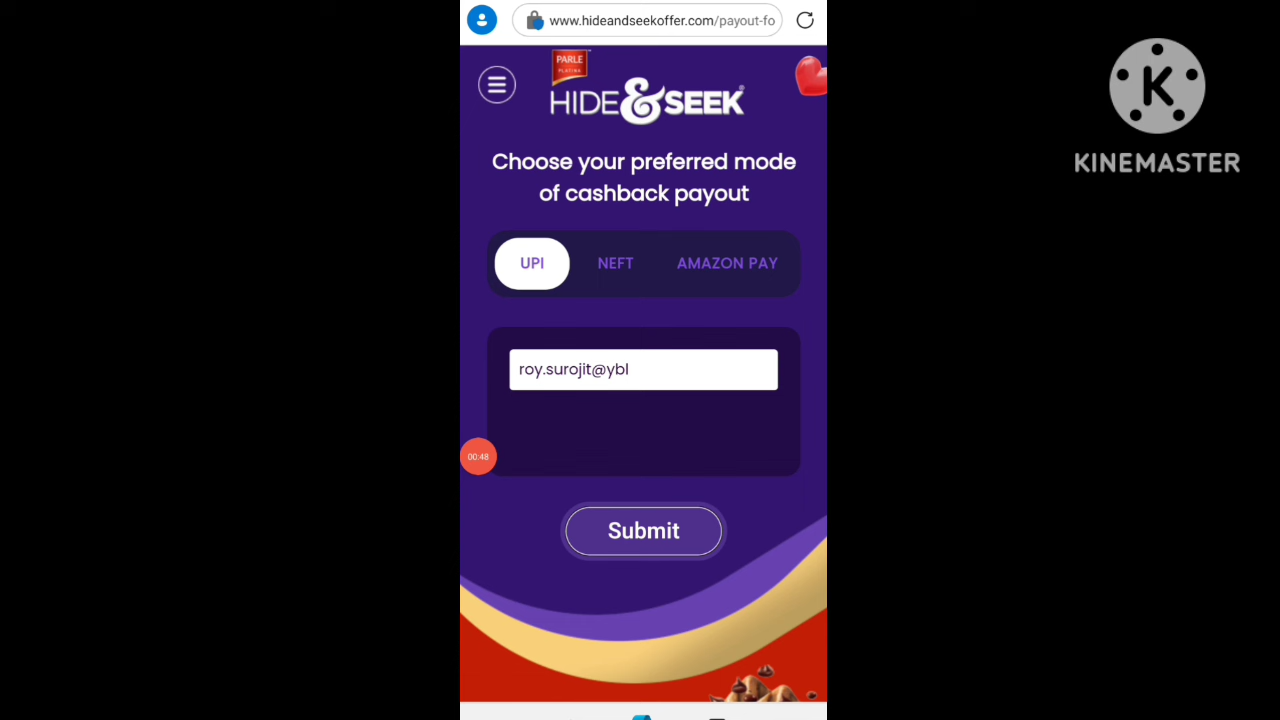 www.hideandseekoffer.com/payout-fo
PARLE
PLATINA
HIDE&SEEK®
Choose your preferred mode
of cashback payout
UPI NEFT AMAZON PAY
roy.surojit@ybl
00:48
Submit
K
KINEMASTER